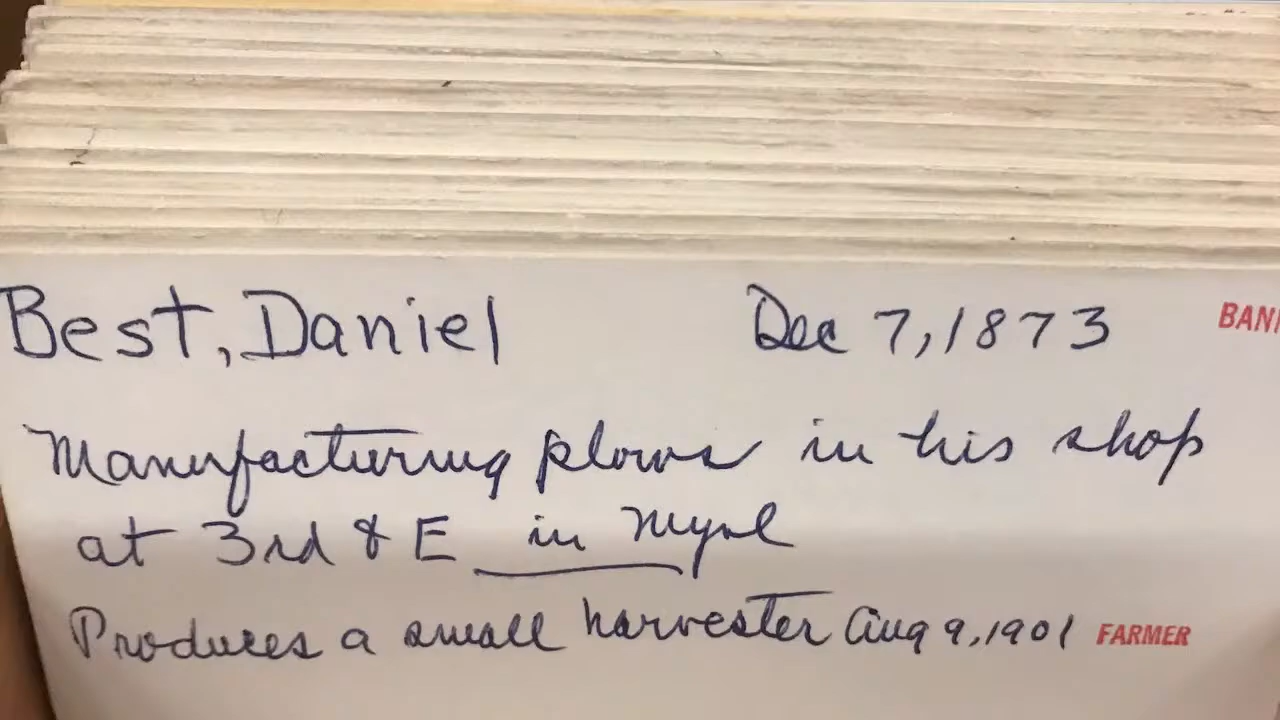 Best, Daniel Dec 7, 1873 BAN
Manufacturing plows in his shop
at 3rd & E in Mysl
Produces a small harvester Aug 9, 1901 FARMER